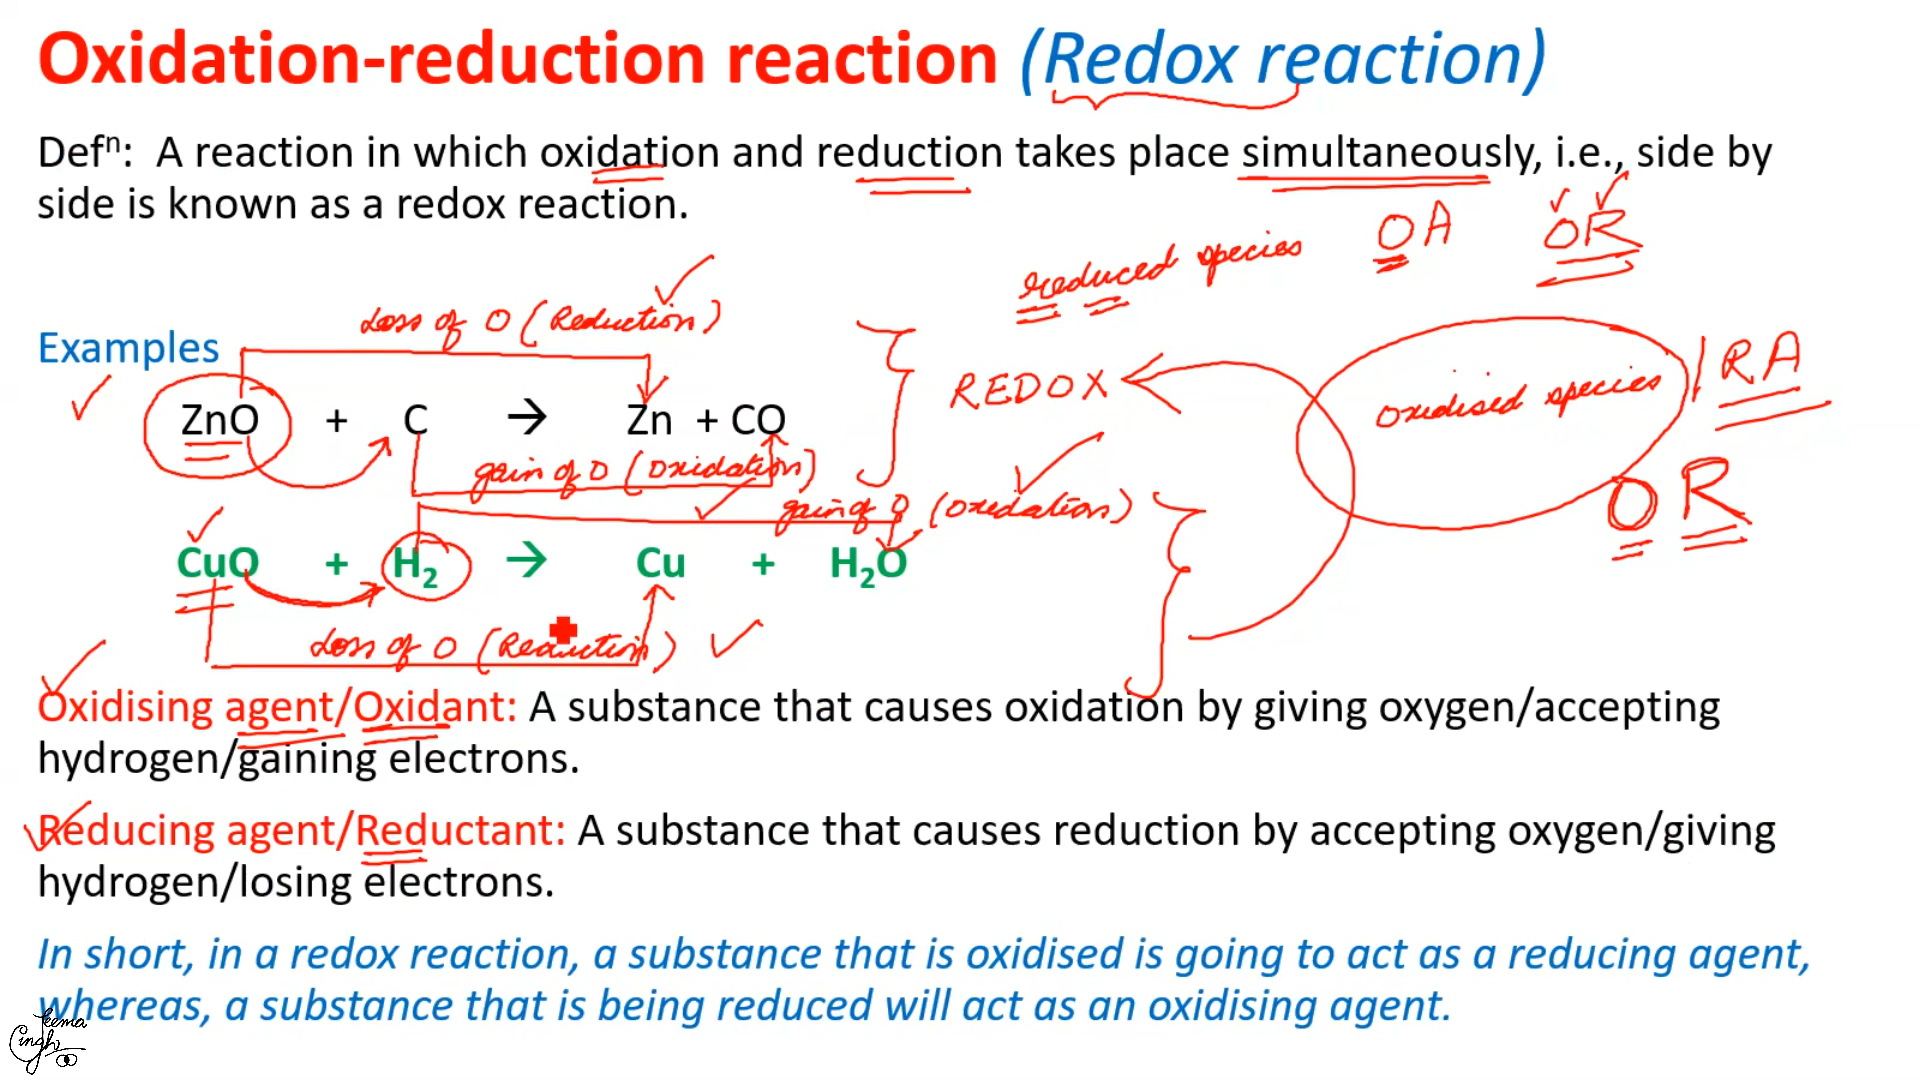 Oxidation-reduction reaction (Redox reaction)
Defⁿ: A reaction in which oxidation and reduction takes place simultaneously, i.e., side by
side is known as a redox reaction.
OA OR
reduced species
Loss of O (Reduction)
Examples
REDOX
oxidised species / RA
ZnO + C → Zn + CO
gain of O (Oxidation)
OR
gain of O (Oxidation)
CuO + H₂ → Cu + H₂O
Loss of O (Reduction)
Oxidising agent/Oxidant: A substance that causes oxidation by giving oxygen/accepting
hydrogen/gaining electrons.
Reducing agent/Reductant: A substance that causes reduction by accepting oxygen/giving
hydrogen/losing electrons.
In short, in a redox reaction, a substance that is oxidised is going to act as a reducing agent,
whereas, a substance that is being reduced will act as an oxidising agent.